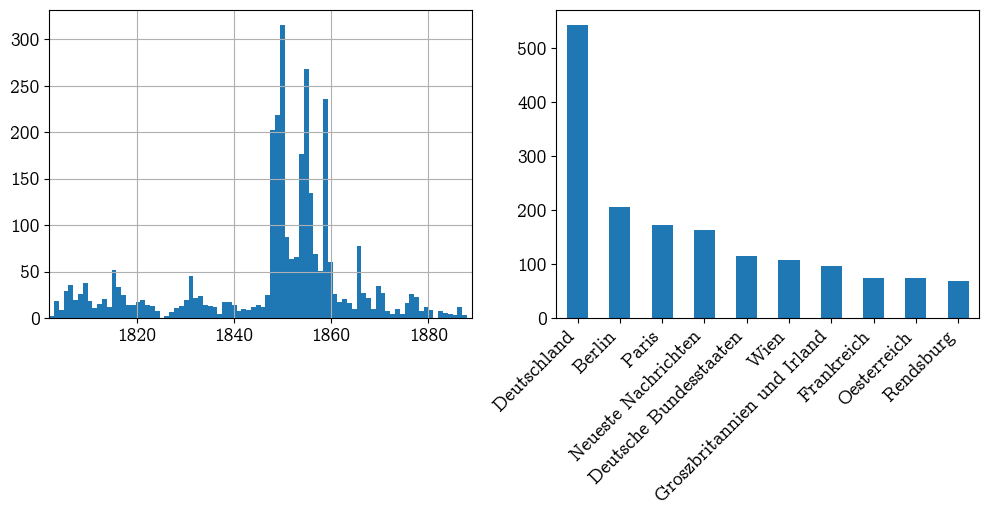 300
250
200
150
100
50
0
1820
1840
1860
1880
500
400
300
200
100
0
Deutschland
Berlin
Paris
Neueste Nachrichten
Deutsche Bundesstaaten
Wien
Groszbritannien und Irland
Frankreich
Oesterreich
Rendsburg